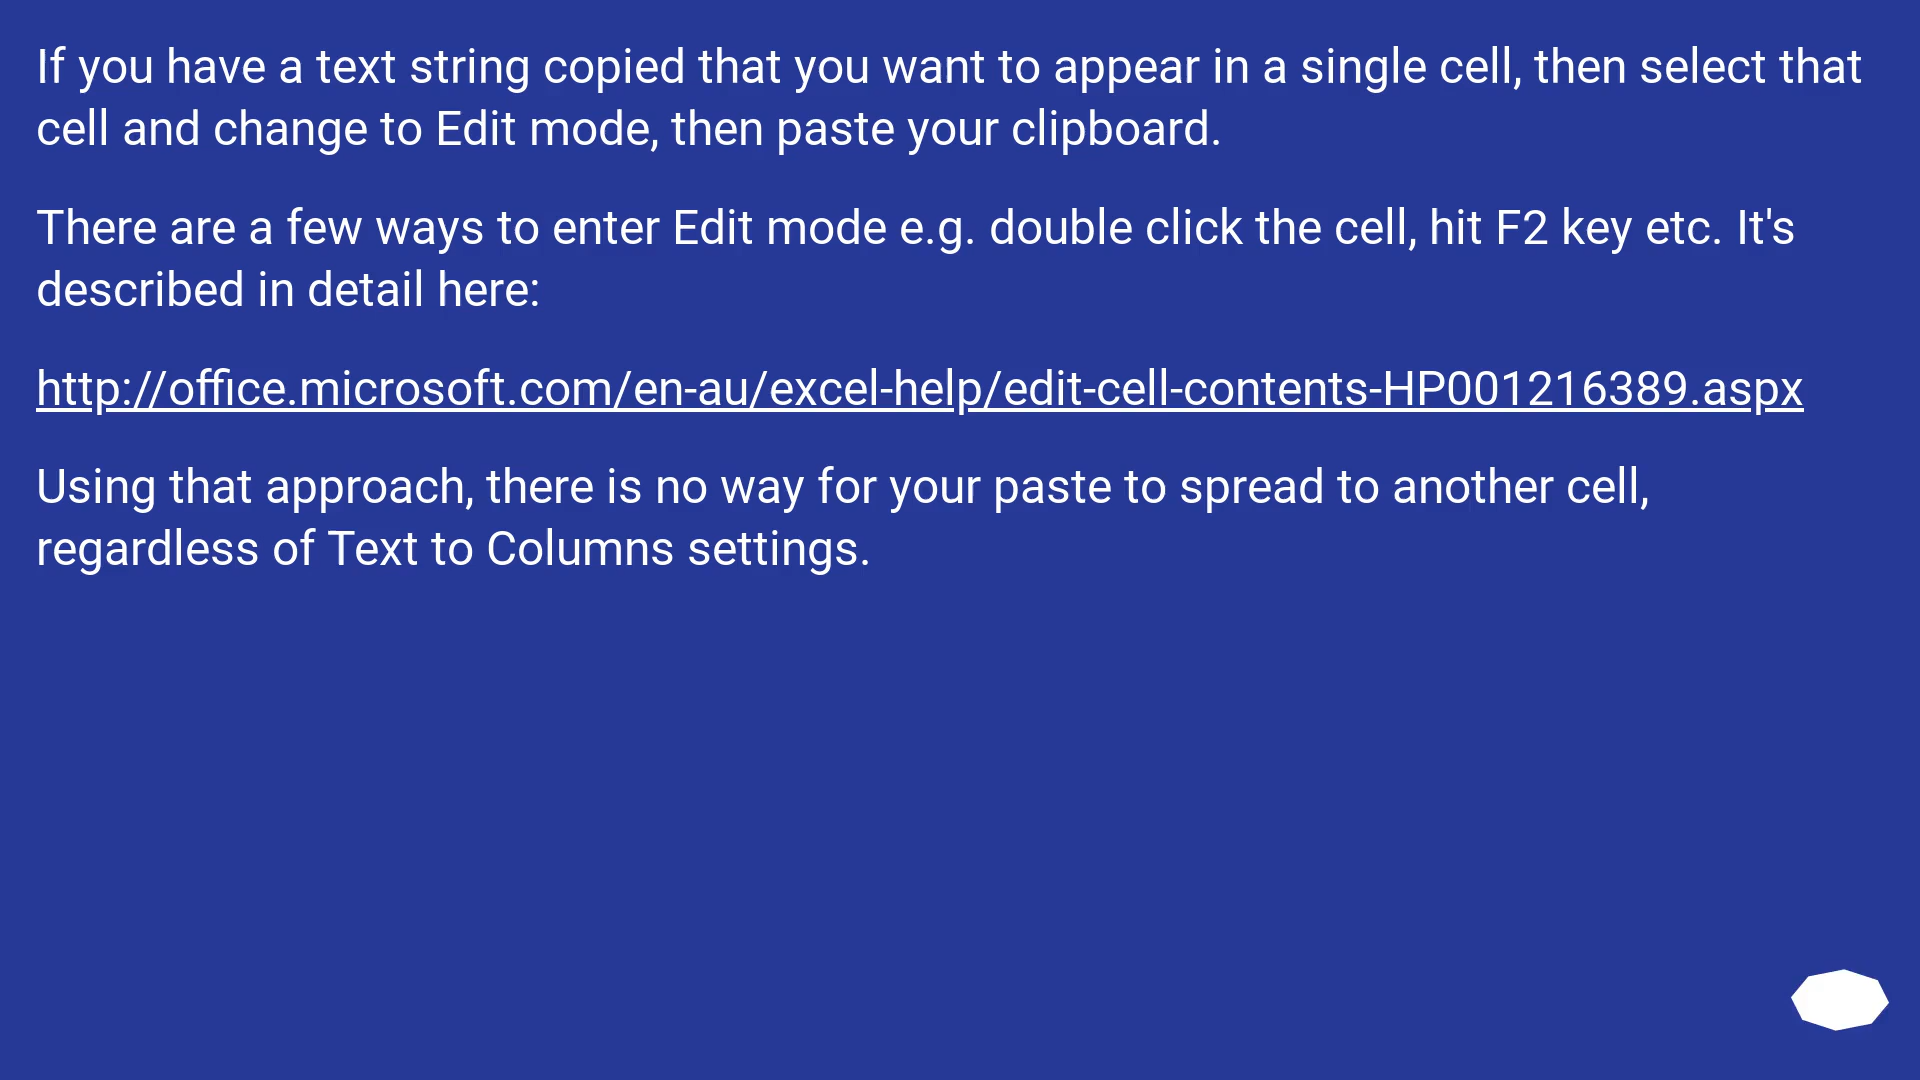 If you have a text string copied that you want to appear in a single cell, then select that
cell and change to Edit mode, then paste your clipboard.
There are a few ways to enter Edit mode e.g. double click the cell, hit F2 key etc. It's
described in detail here:
http://office.microsoft.com/en-au/excel-help/edit-cell-contents-HP001216389.aspx
Using that approach, there is no way for your paste to spread to another cell,
regardless of Text to Columns settings.